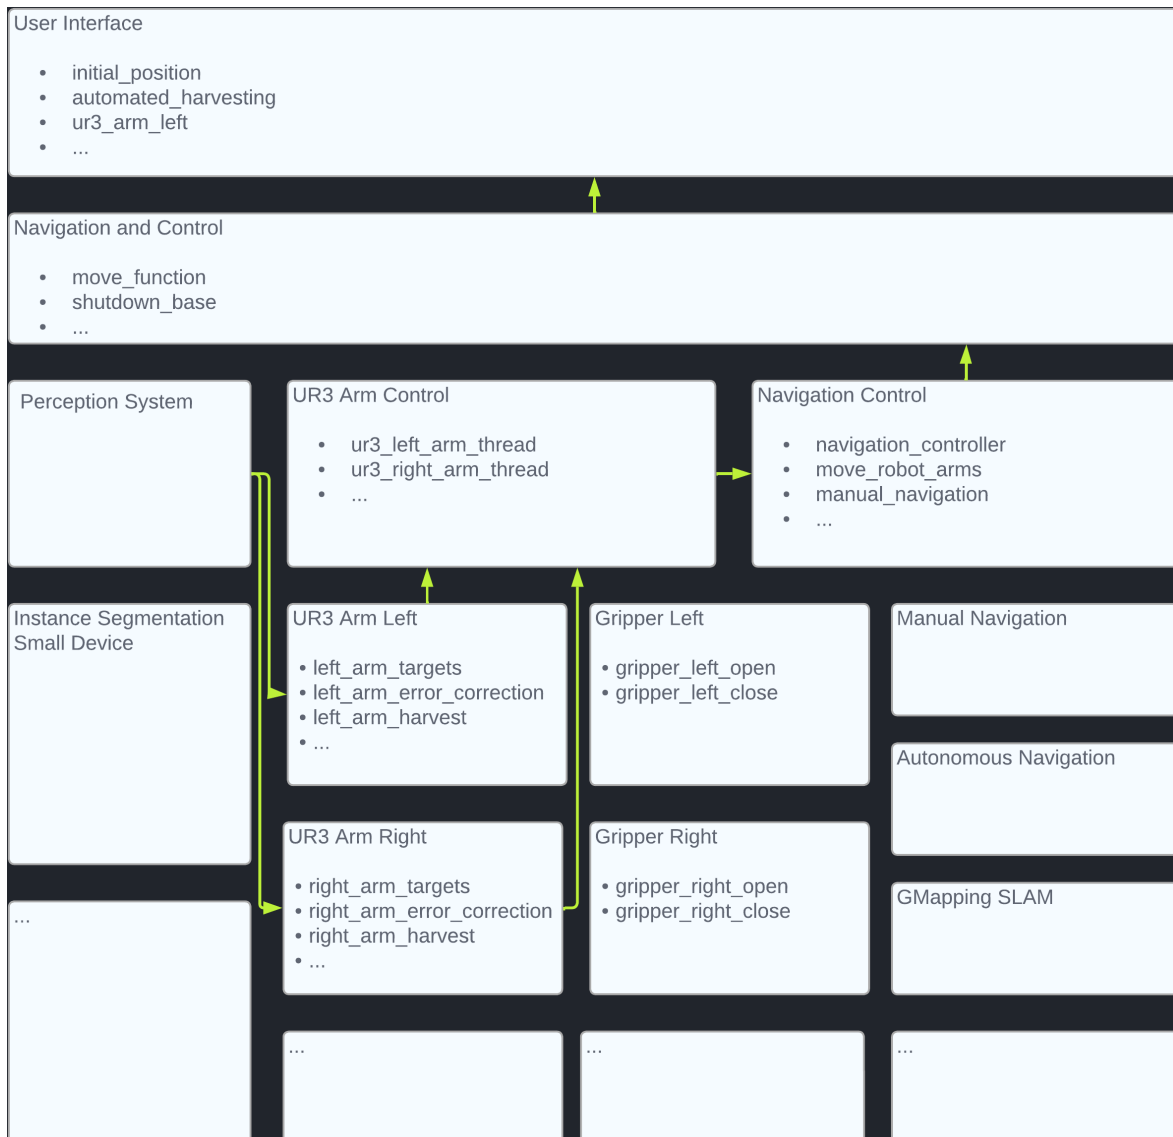 User Interface
• initial_position
• automated_harvesting
• ur3_arm_left
• ...
Navigation and Control
• move_function
• shutdown_base
• ...
Perception System
UR3 Arm Control
• ur3_left_arm_thread
• ur3_right_arm_thread
• ...
Navigation Control
• navigation_controller
• move_robot_arms
• manual_navigation
• ...
Instance Segmentation
Small Device
UR3 Arm Left
• left_arm_targets
• left_arm_error_correction
• left_arm_harvest
• ...
Gripper Left
• gripper_left_open
• gripper_left_close
Manual Navigation
Autonomous Navigation
UR3 Arm Right
• right_arm_targets
• right_arm_error_correction
• right_arm_harvest
• ...
Gripper Right
• gripper_right_open
• gripper_right_close
GMapping SLAM
...
...
...
...